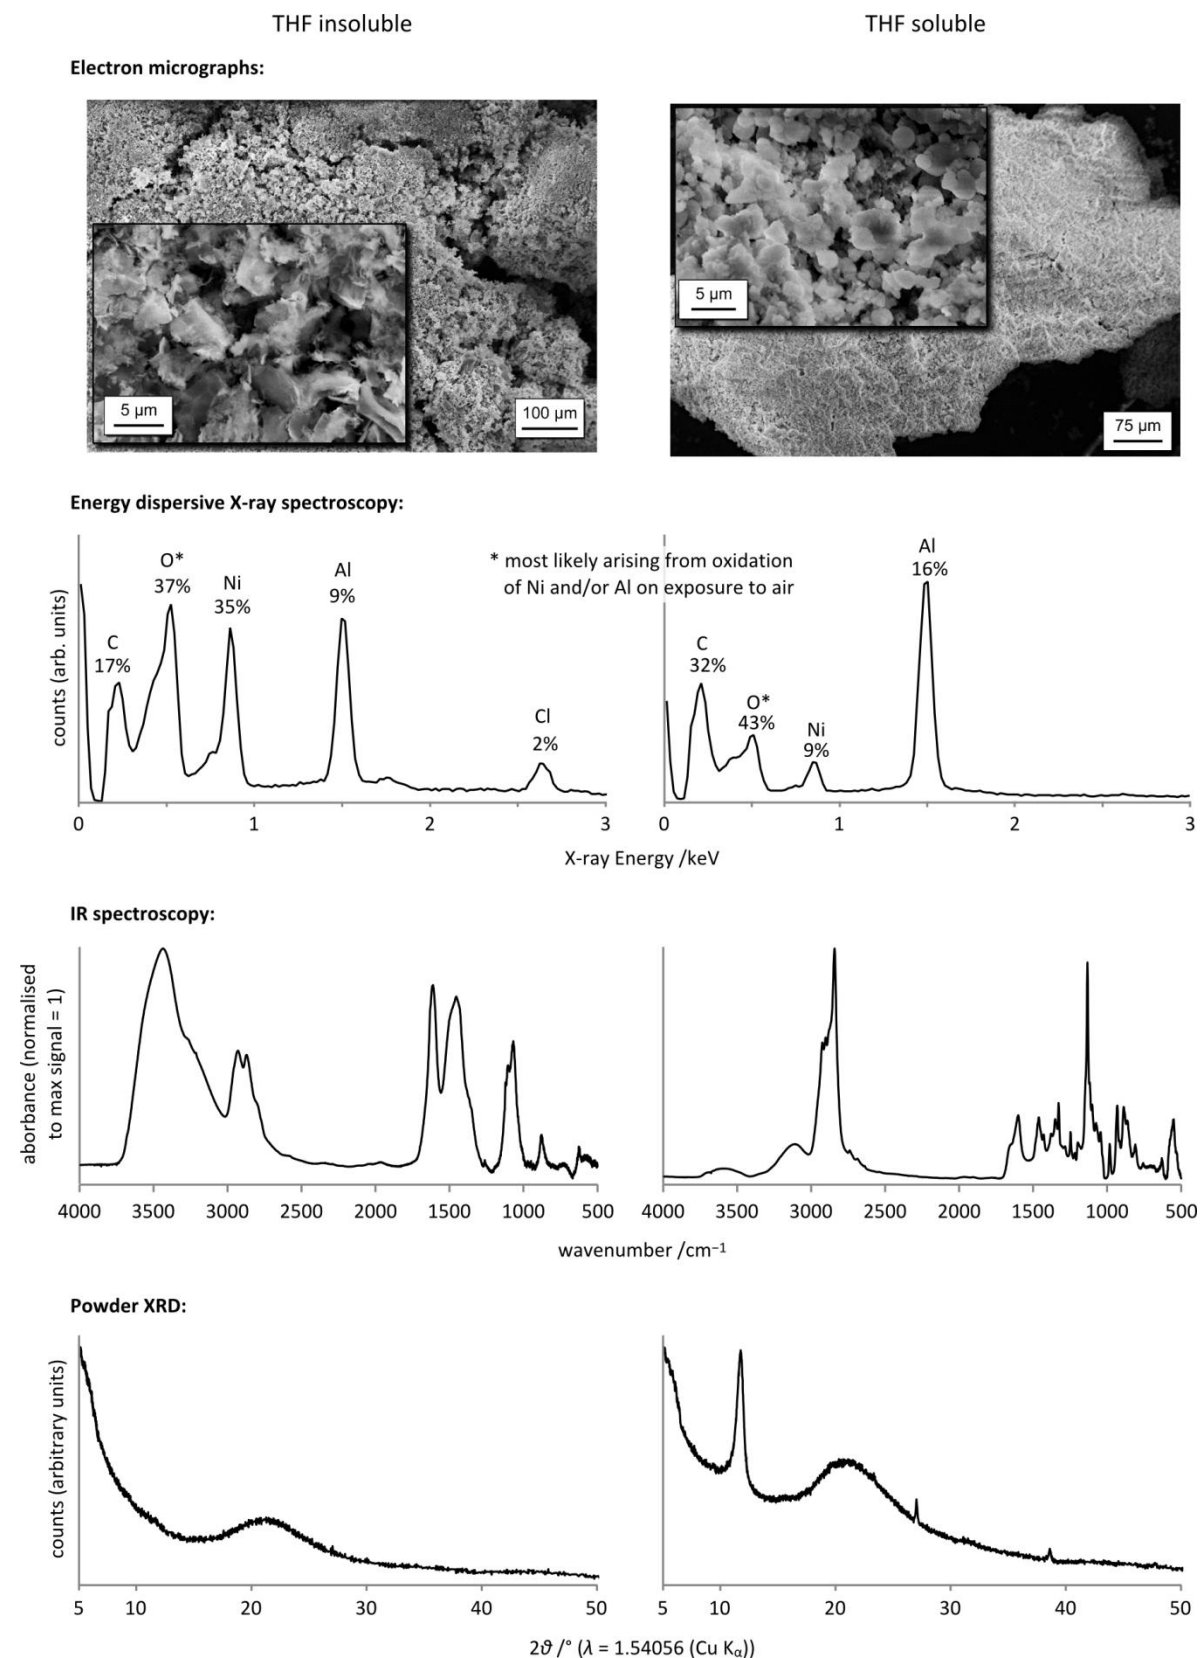 THF insoluble
THF soluble
Electron micrographs:
5 µm
100 µm
5 µm
75 µm
Energy dispersive X-ray spectroscopy:
counts (arb. units)
C
17%
O*
37%
Ni
35%
Al
9%
Cl
2%
* most likely arising from oxidation
of Ni and/or Al on exposure to air
C
32%
O*
43%
Ni
9%
Al
16%
0 1 2 3
0 1 2 3
X-ray Energy /keV
IR spectroscopy:
aborbance (normalised
to max signal = 1)
4000 3500 3000 2500 2000 1500 1000 500
4000 3500 3000 2500 2000 1500 1000 500
wavenumber /cm⁻¹
Powder XRD:
counts (arbitrary units)
5 10 20 30 40 50
5 10 20 30 40 50
2ϑ /° (λ = 1.54056 (Cu Kα))